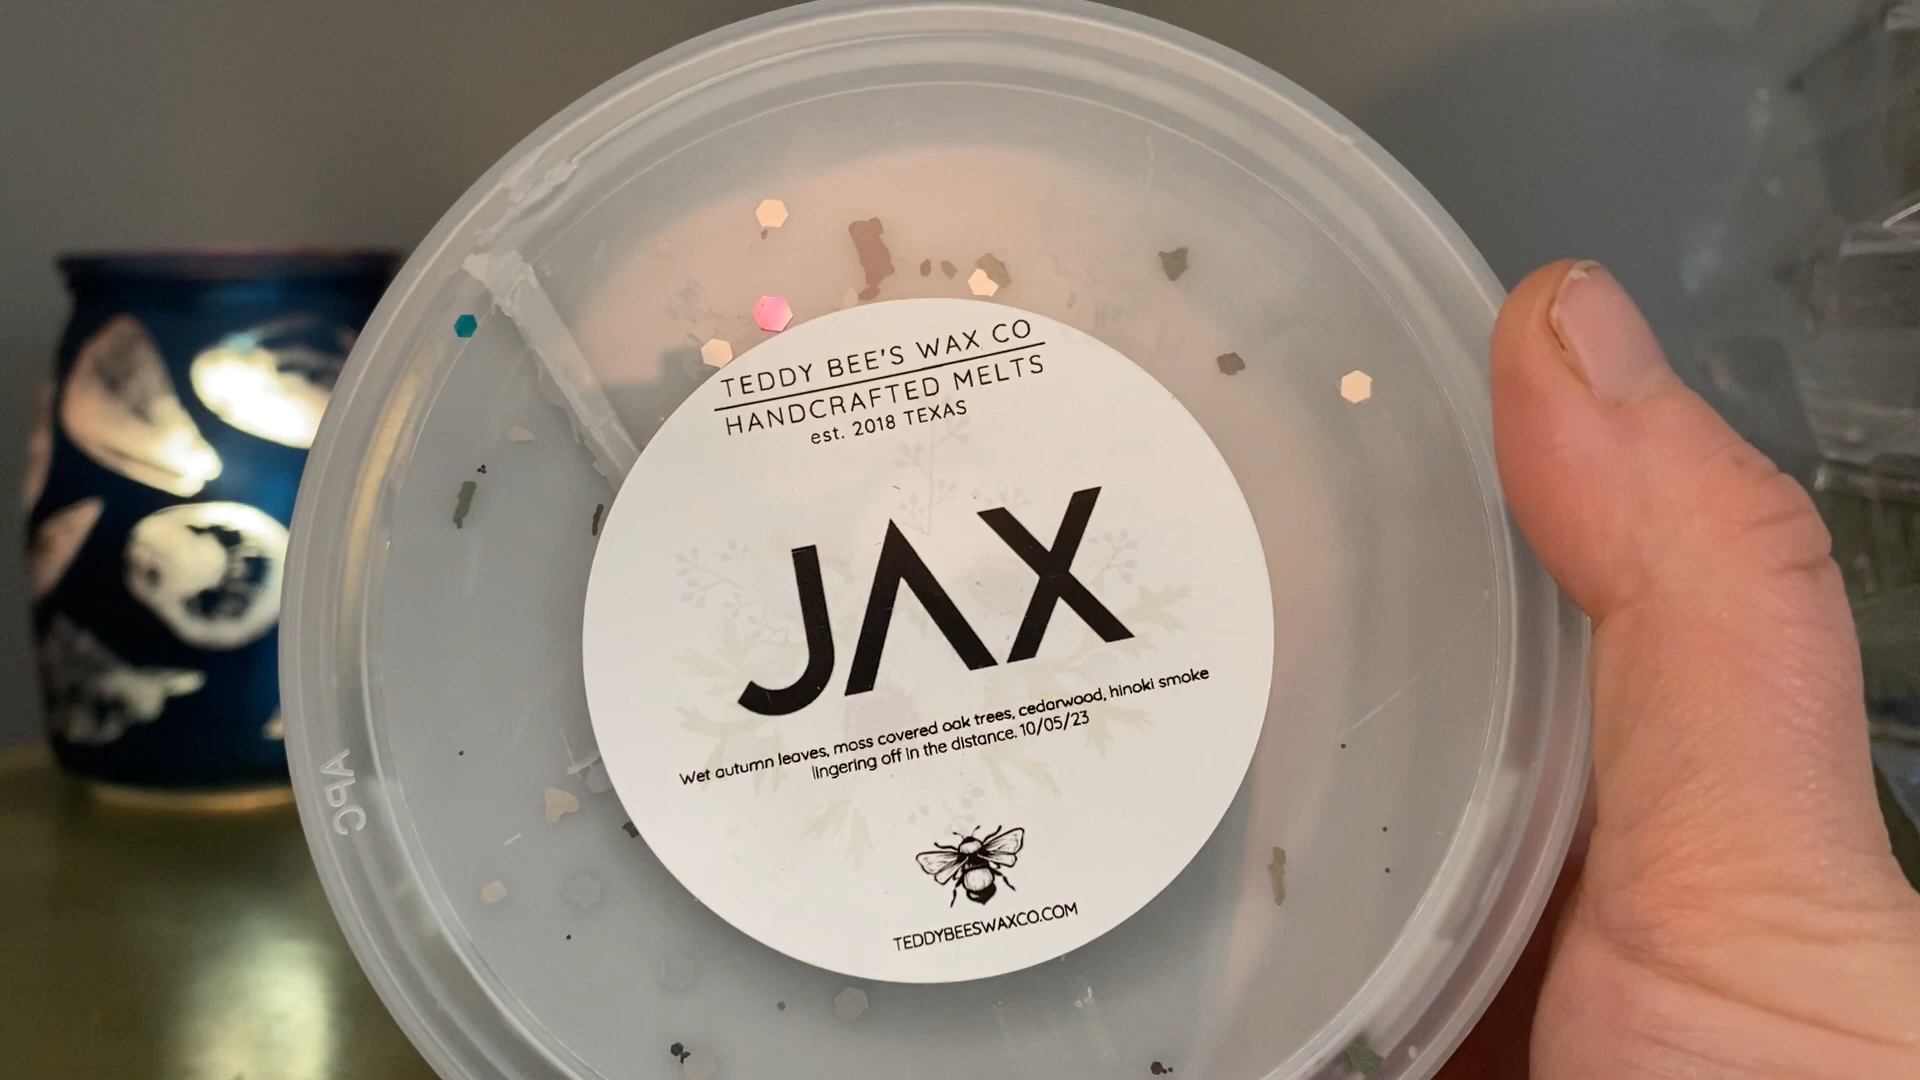 TEDDY BEE'S WAX CO
HANDCRAFTED MELTS
est. 2018 TEXAS
JAX
Wet autumn leaves, moss covered oak trees, cedarwood, hinoki smoke
lingering off in the distance. 10/05/23
TEDDYBEESWAXCO.COM